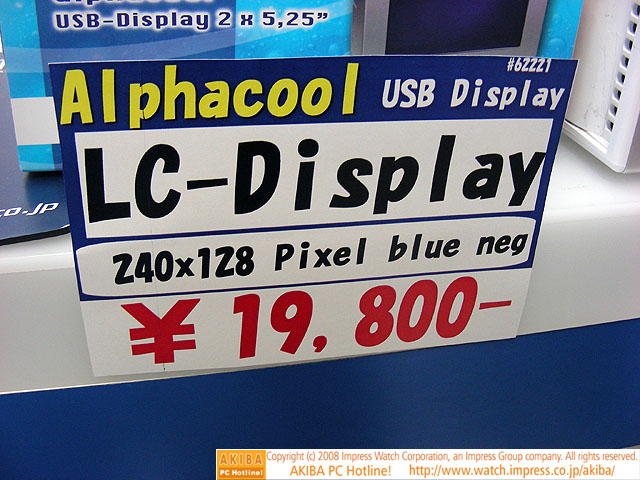 USB-Display 2 x 5,25”
#62221
Alphacool USB Display
LC-Display
240x128 Pixel blue neg
¥ 19,800-
co-JP
AKIBA
PC Hotline!
Copyright (c) 2008 Impress Watch Corporation, an Impress Group company. All rights reserved.
AKIBA PC Hotline! http://www.watch.impress.co.jp/akiba/